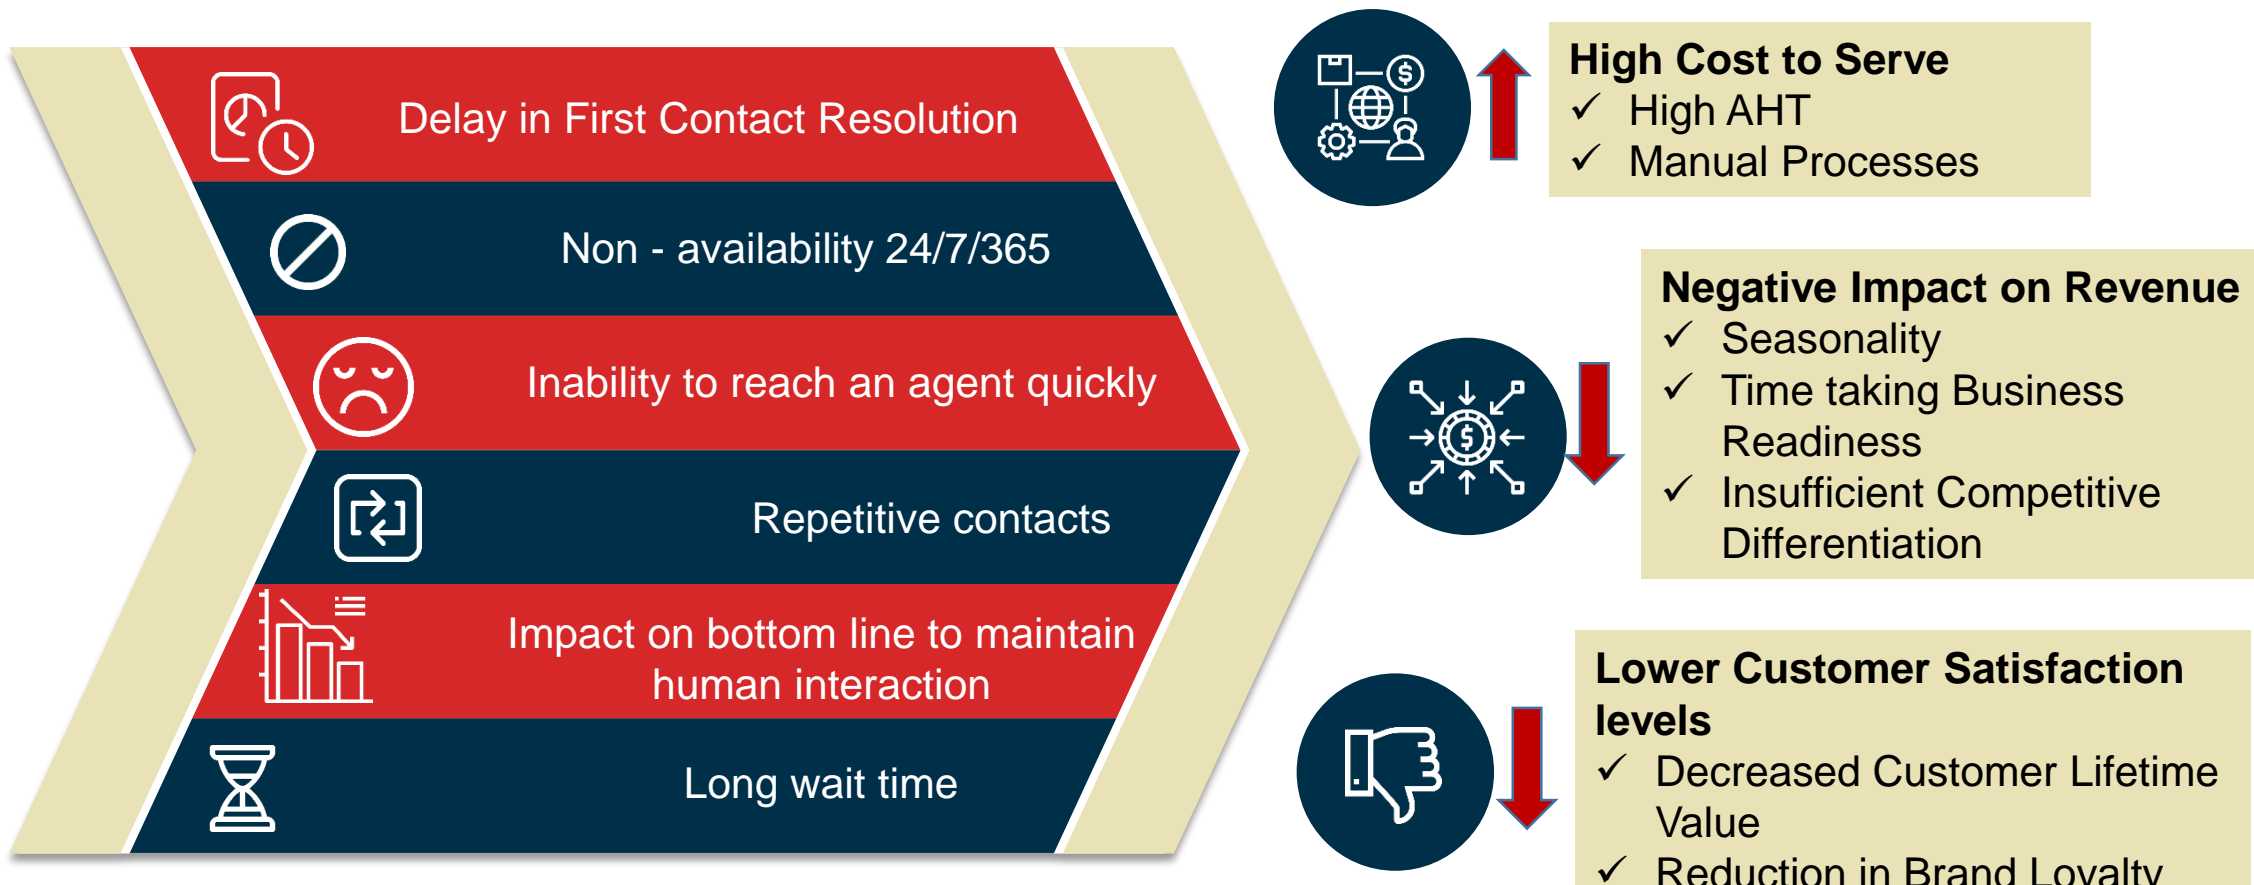 Delay in First Contact Resolution
Non - availability 24/7/365
Inability to reach an agent quickly
Repetitive contacts
Impact on bottom line to maintain
human interaction
Long wait time
High Cost to Serve
✓ High AHT
✓ Manual Processes
Negative Impact on Revenue
✓ Seasonality
✓ Time taking Business
Readiness
✓ Insufficient Competitive
Differentiation
Lower Customer Satisfaction
levels
✓ Decreased Customer Lifetime
Value
✓ Reduction in Brand Loyalty